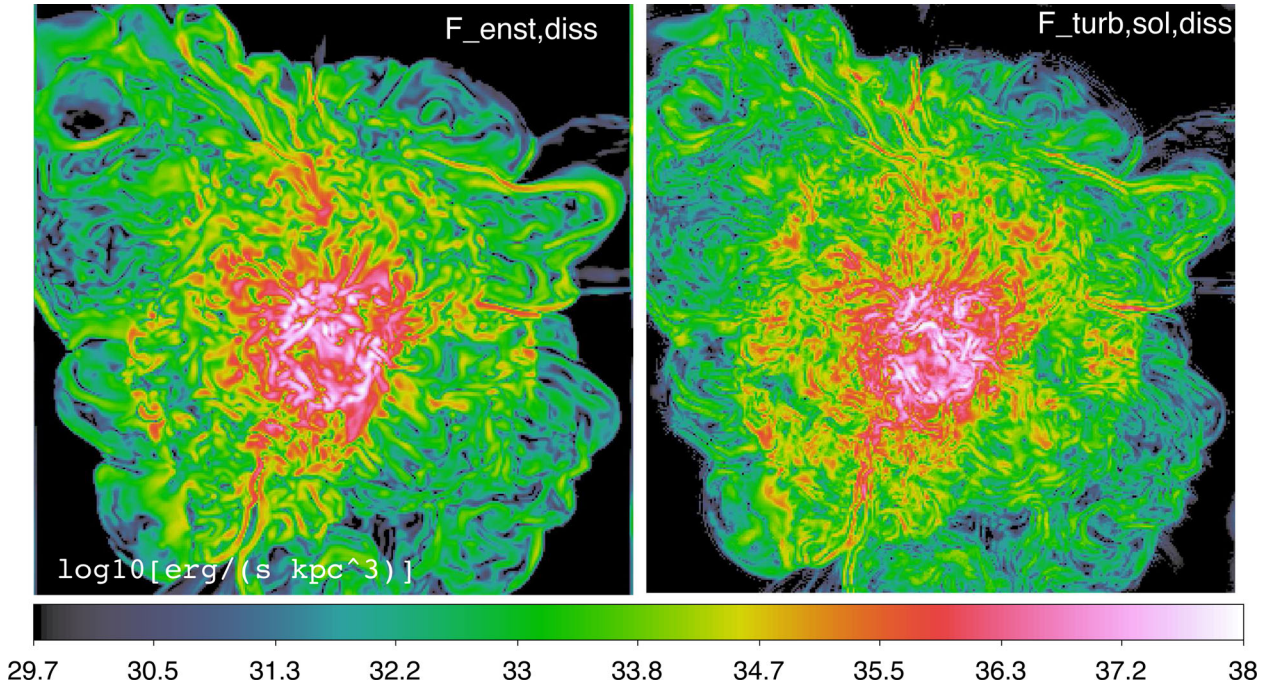 F_enst,diss
F_turb,sol,diss
log10[erg/(s kpc^3)]
29.7 30.5 31.3 32.2 33 33.8 34.7 35.5 36.3 37.2 38